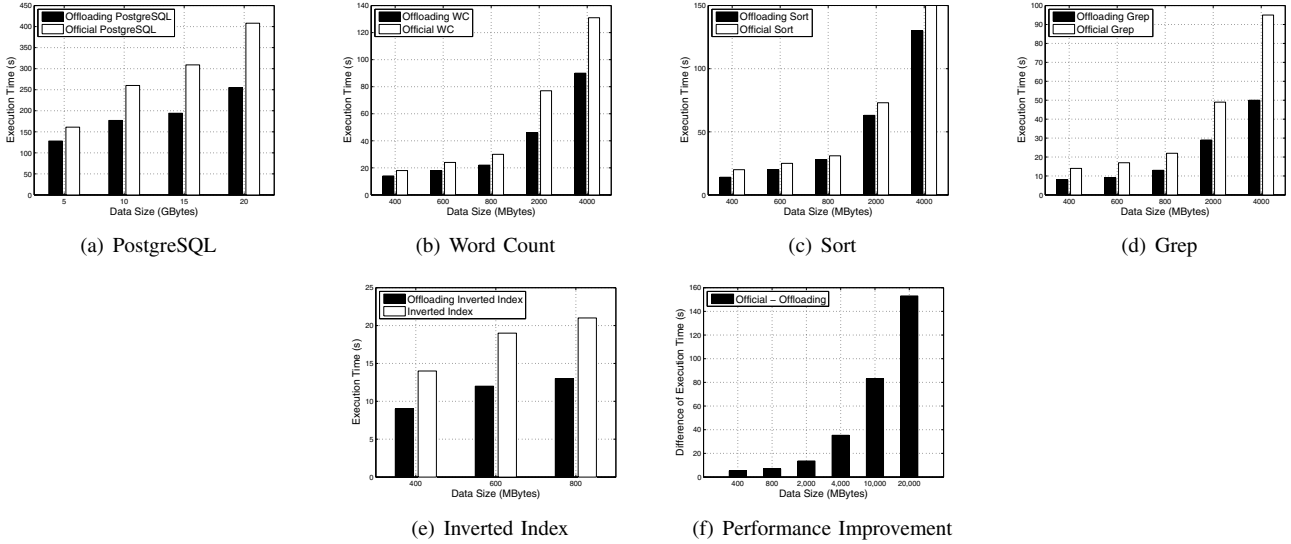 450
400
350
300
250
200
150
100
50
0
Execution Time (s)
Offloading PostgreSQL
Official PostgreSQL
5 10 15 20
Data Size (GBytes)
(a) PostgreSQL
140
120
100
80
60
40
20
0
Execution Time (s)
Offloading WC
Official WC
400 600 800 2000 4000
Data Size (MBytes)
(b) Word Count
150
100
50
0
Execution Time (s)
Offloading Sort
Official Sort
400 600 800 2000 4000
Data Size (MBytes)
(c) Sort
100
90
80
70
60
50
40
30
20
10
0
Execution Time (s)
Offloading Grep
Official Grep
400 600 800 2000 4000
Data Size (MBytes)
(d) Grep
25
20
15
10
5
0
Execution Time (s)
Offloading Inverted Index
Inverted Index
400 600 800
Data Size (MBytes)
(e) Inverted Index
160
140
120
100
80
60
40
20
0
Difference of Execution Time (s)
Official − Offloading
400 800 2,000 4,000 10,000 20,000
Data Size (MBytes)
(f) Performance Improvement